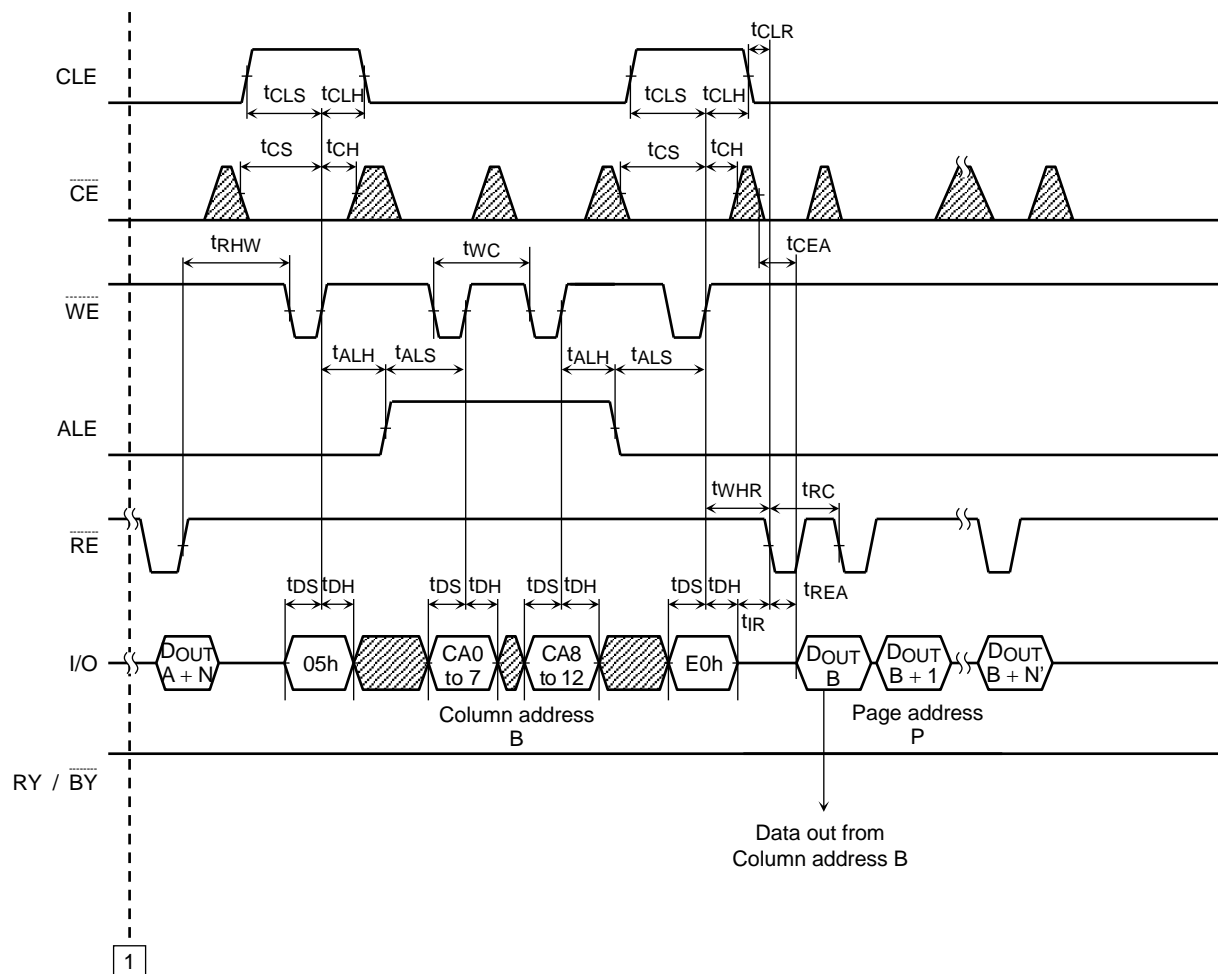 tCLR
CLE
tCLS tCLH tCLS tCLH
tCS tCH tCS tCH
CE
tRHW tWC tCEA
WE
tALH tALS tALH tALS
ALE
tWHR tRC
RE
tDS tDH tDS tDH tDS tDH tDS tDH tREA
tIR
I/O
DOUT
A + N
05h
CA0
to 7
CA8
to 12
E0h
DOUT
B
DOUT
B + 1
DOUT
B + N’
Column address
B
Page address
P
RY / BY
Data out from
Column address B
1